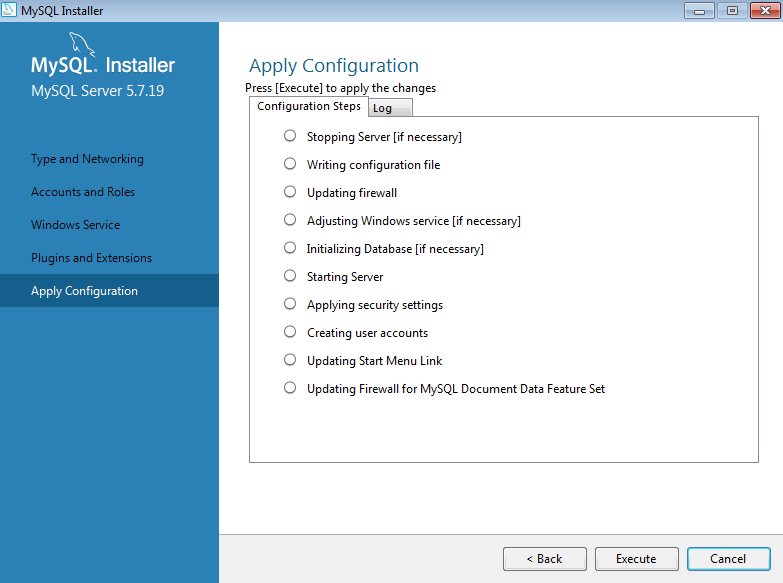 MySQL Installer
MySQL. Installer
MySQL Server 5.7.19
Type and Networking
Accounts and Roles
Windows Service
Plugins and Extensions
Apply Configuration
Apply Configuration
Press [Execute] to apply the changes
Configuration Steps Log
Stopping Server [if necessary]
Writing configuration file
Updating firewall
Adjusting Windows service [if necessary]
Initializing Database [if necessary]
Starting Server
Applying security settings
Creating user accounts
Updating Start Menu Link
Updating Firewall for MySQL Document Data Feature Set
< Back Execute Cancel